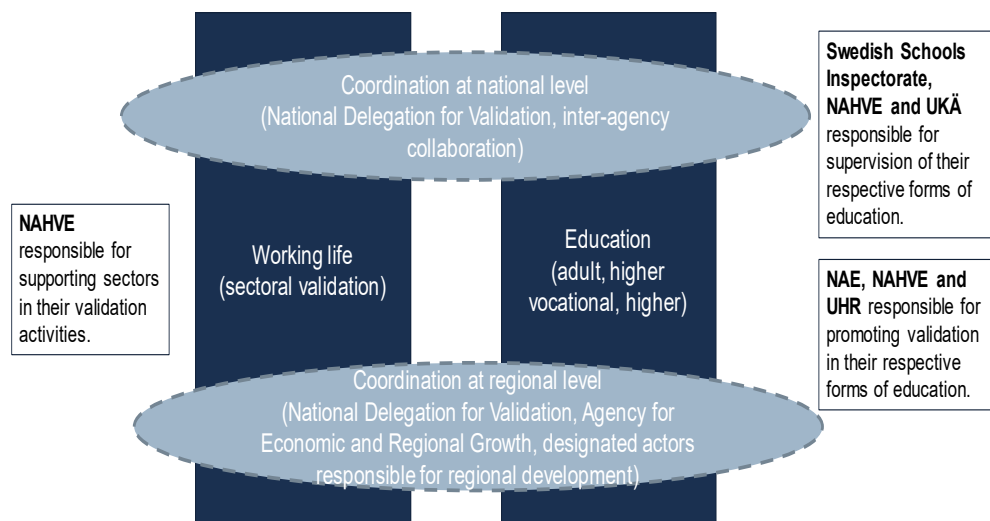 Coordination at national level
(National Delegation for Validation, inter-agency
collaboration)
Swedish Schools
Inspectorate,
NAHVE and UKÄ
responsible for
supervision of their
respective forms of
education.
NAHVE
responsible for
supporting sectors
in their validation
activities.
Working life
(sectoral validation)
Education
(adult, higher
vocational, higher)
NAE, NAHVE and
UHR responsible for
promoting validation
in their respective
forms of education.
Coordination at regional level
(National Delegation for Validation, Agency for
Economic and Regional Growth, designated actors
responsible for regional development)